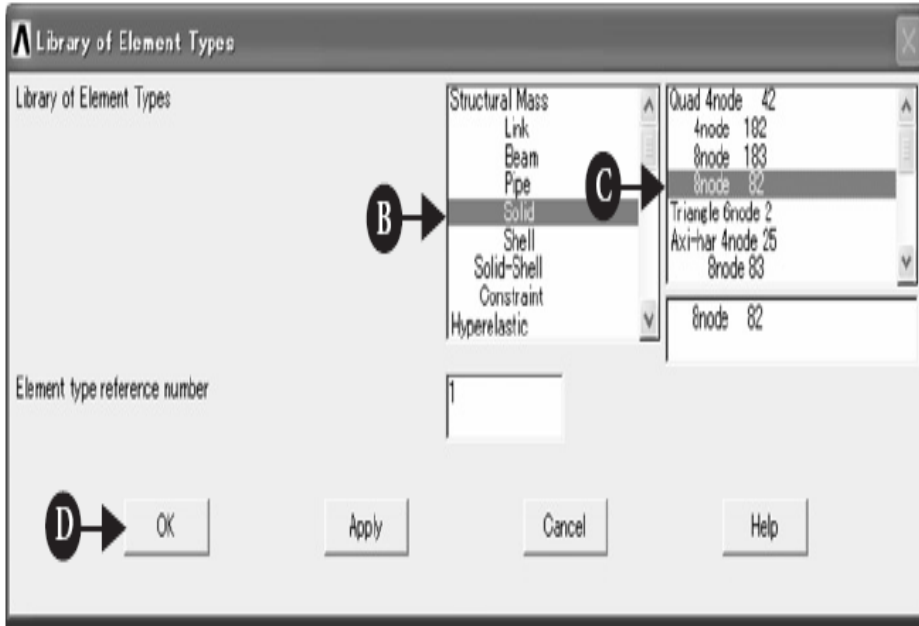 Library of Element Types
Library of Element Types
Structural Mass
Link
Beam
Pipe
Solid
Shell
Solid-Shell
Constraint
Hyperelastic
Quad 4node 42
4node 182
8node 183
8node 82
Triangle 6node 2
Axi-har 4node 25
8node 83
8node 82
B
C
Element type reference number
1
D
OK
Apply
Cancel
Help